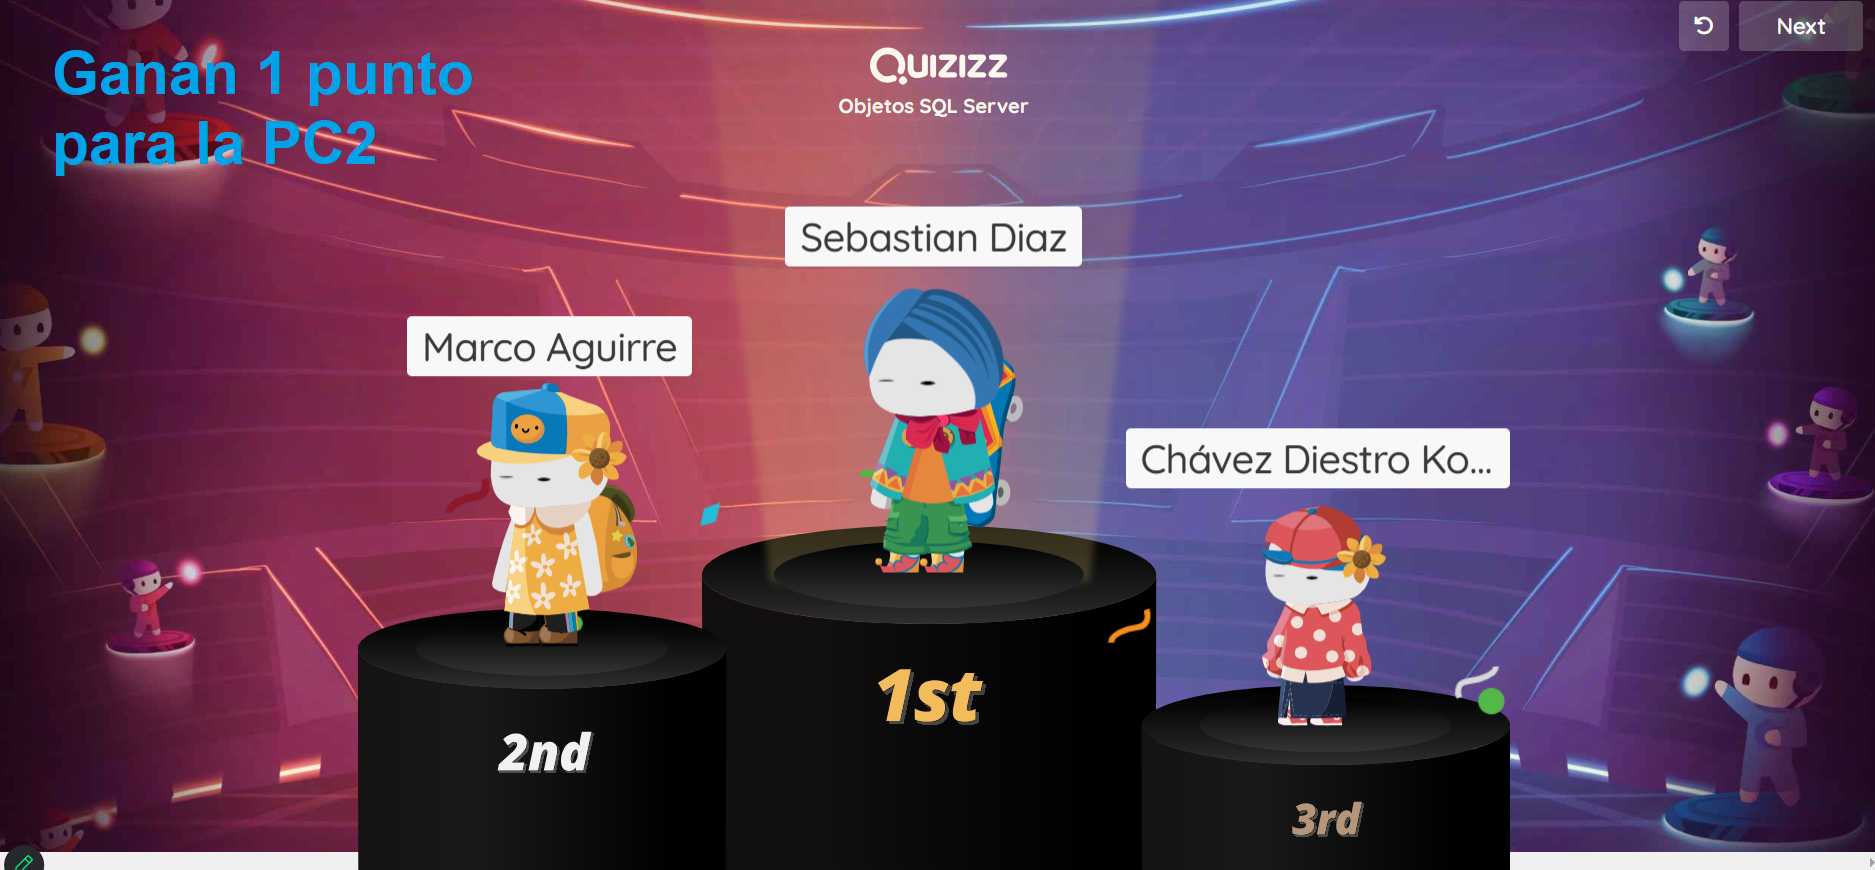 Next
Ganan 1 punto
para la PC2
QUIZIZZ
Objetos SQL Server
Sebastian Diaz
Marco Aguirre
Chávez Diestro Ko...
1st
2nd
3rd